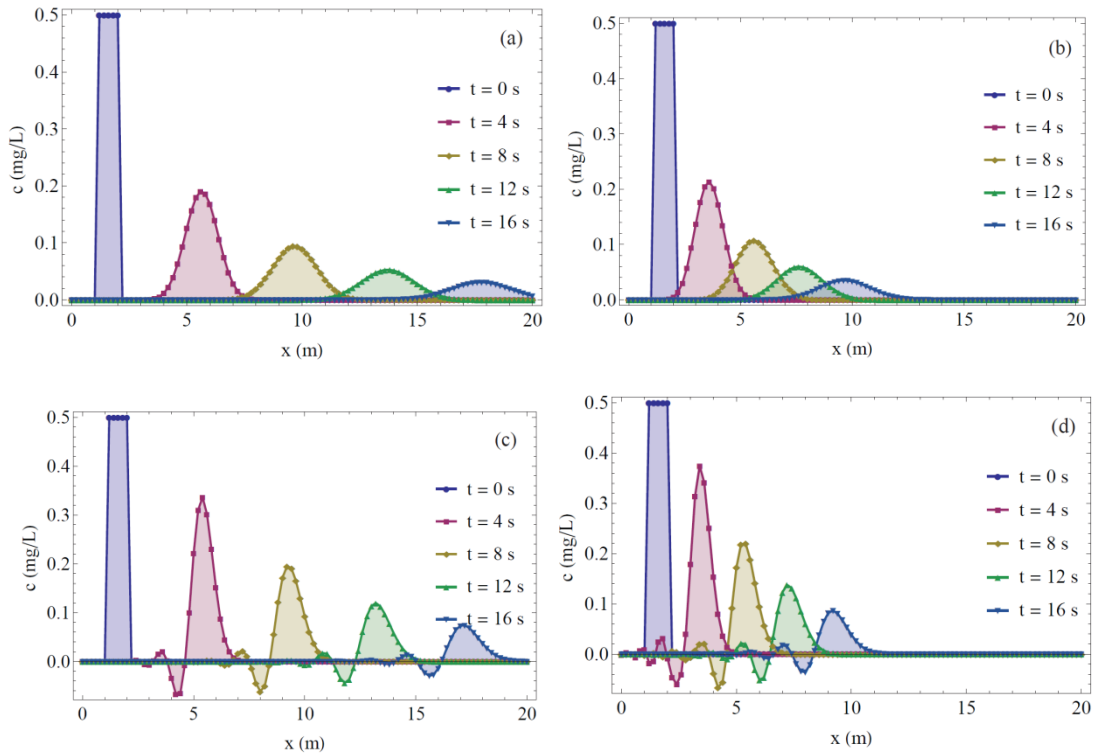 (a)
0.5
0.4
0.3
0.2
0.1
0.0
c (mg/L)
t = 0 s
t = 4 s
t = 8 s
t = 12 s
t = 16 s
0 5 10 15 20
x (m)
(b)
0.5
0.4
0.3
0.2
0.1
0.0
c (mg/L)
t = 0 s
t = 4 s
t = 8 s
t = 12 s
t = 16 s
0 5 10 15 20
x (m)
(c)
0.5
0.4
0.3
0.2
0.1
0.0
c (mg/L)
t = 0 s
t = 4 s
t = 8 s
t = 12 s
t = 16 s
0 5 10 15 20
x (m)
(d)
0.5
0.4
0.3
0.2
0.1
0.0
c (mg/L)
t = 0 s
t = 4 s
t = 8 s
t = 12 s
t = 16 s
0 5 10 15 20
x (m)